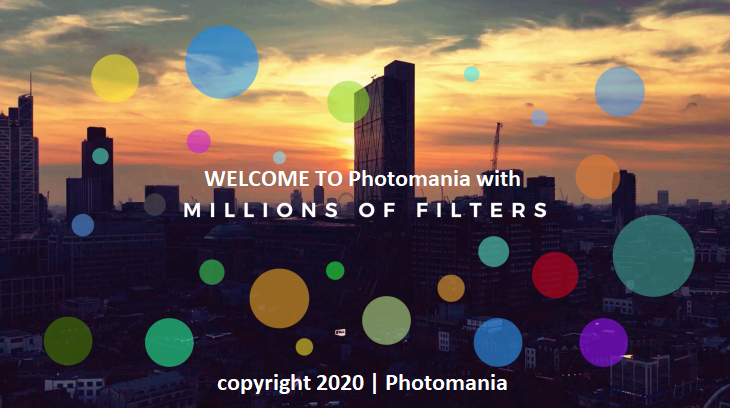 WELCOME TO Photomania with
MILLIONS OF FILTERS
copyright 2020 | Photomania